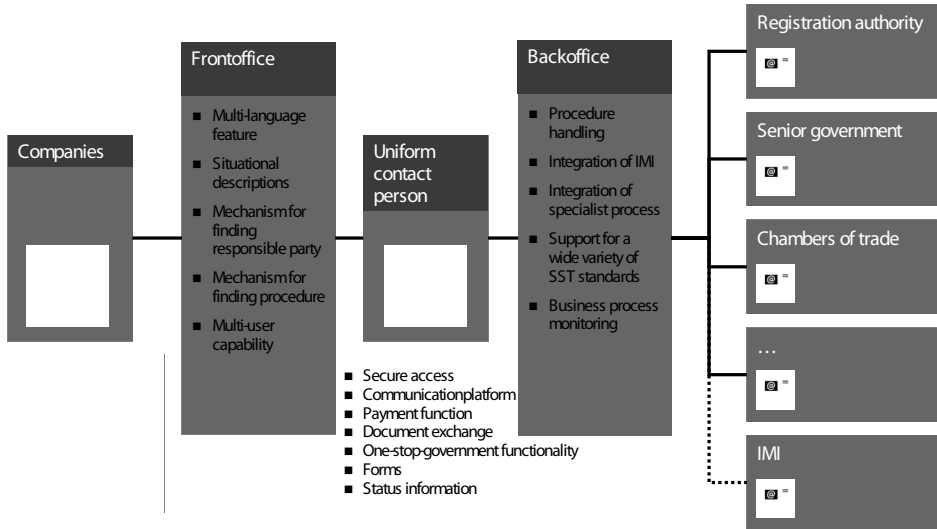 Companies
Frontoffice
■ Multi-language
feature
■ Situational
descriptions
■ Mechanism for
finding
responsible party
■ Mechanism for
finding procedure
■ Multi-user
capability
Uniform
contact
person
■ Secure access
■ Communicationplatform
■ Payment function
■ Document exchange
■ One-stop-government functionality
■ Forms
■ Status information
Backoffice
■ Procedure
handling
■ Integration of IMI
■ Integration of
specialist process
■ Support for a
wide variety of
SST standards
■ Business process
monitoring
Registration authority
@ =
Senior government
@ =
Chambers of trade
@ =
...
@ =
IMI
@ =